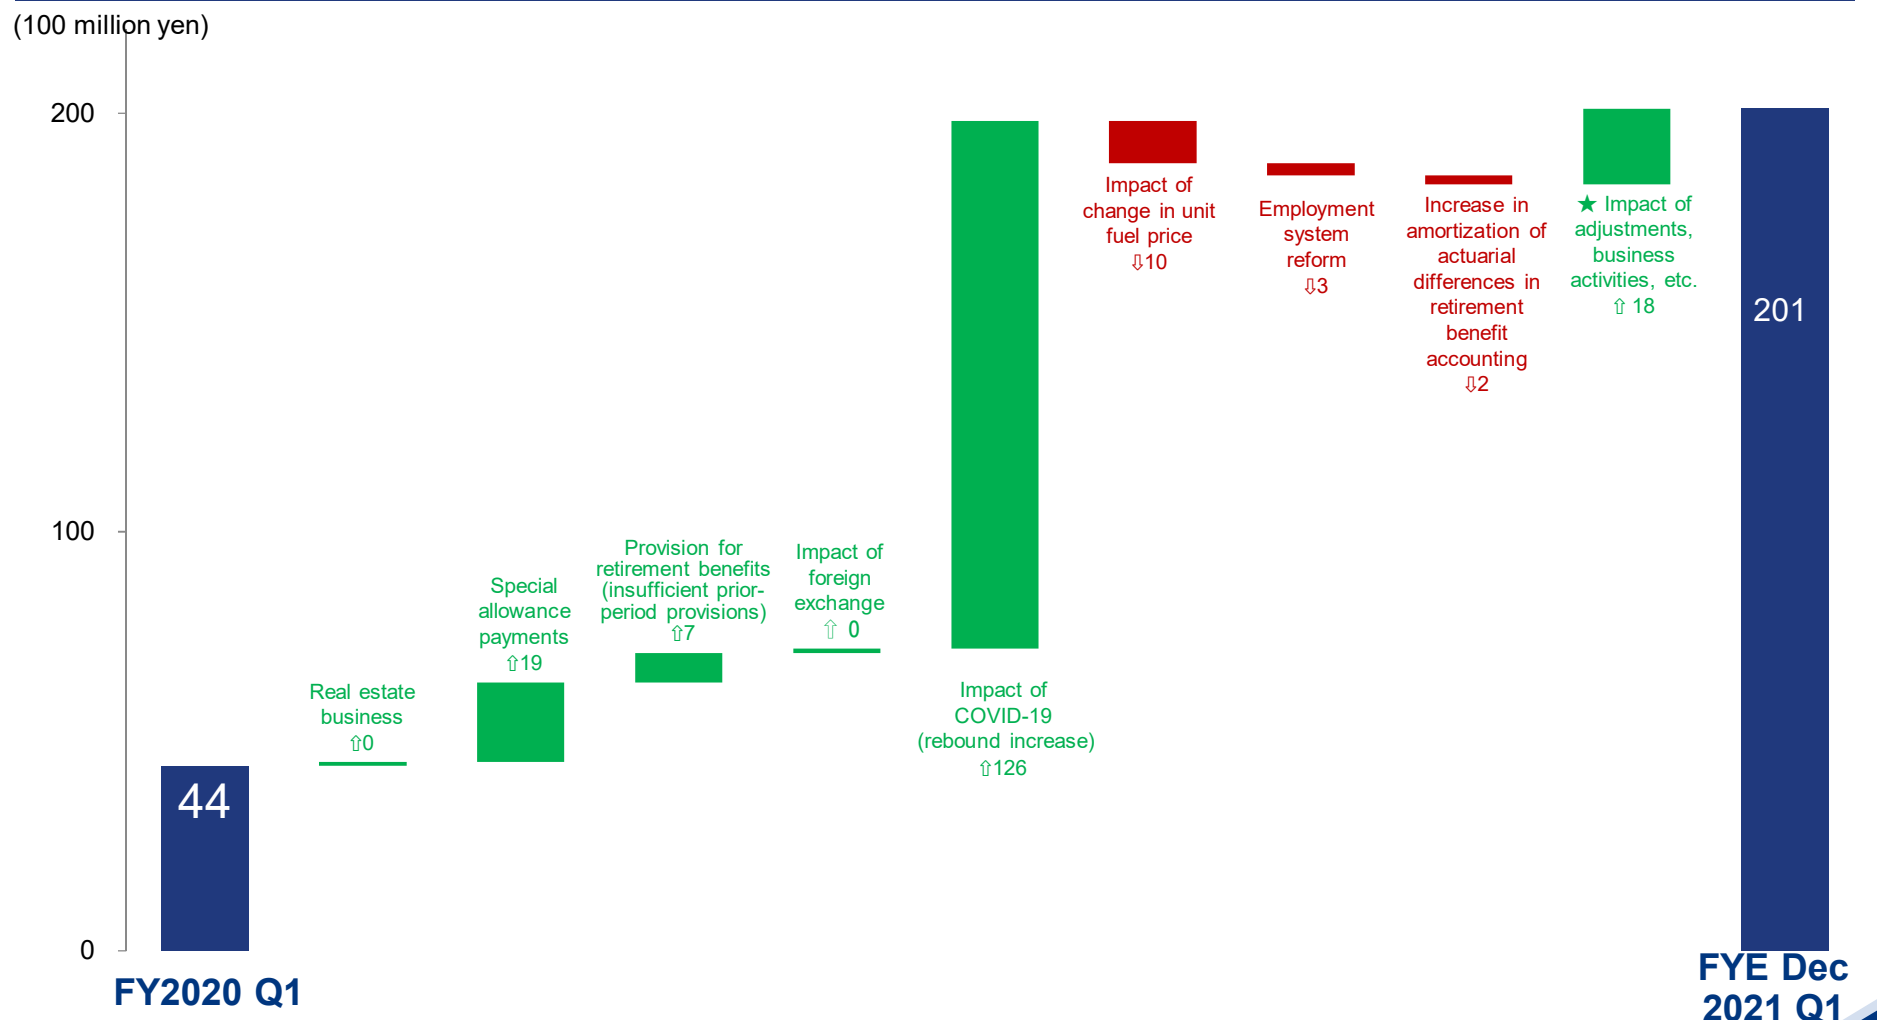 (100 million yen)
200
100
0
44
FY2020 Q1
Real estate
business
⇧0
Special
allowance
payments
⇧19
Provision for
retirement benefits
(insufficient prior-
period provisions)
⇧7
Impact of
foreign
exchange
⇧ 0
Impact of
COVID-19
(rebound increase)
⇧126
Impact of
change in unit
fuel price
⇩10
Employment
system
reform
⇩3
Increase in
amortization of
actuarial
differences in
retirement
benefit
accounting
⇩2
★ Impact of
adjustments,
business
activities, etc.
⇧ 18
201
FYE Dec
2021 Q1